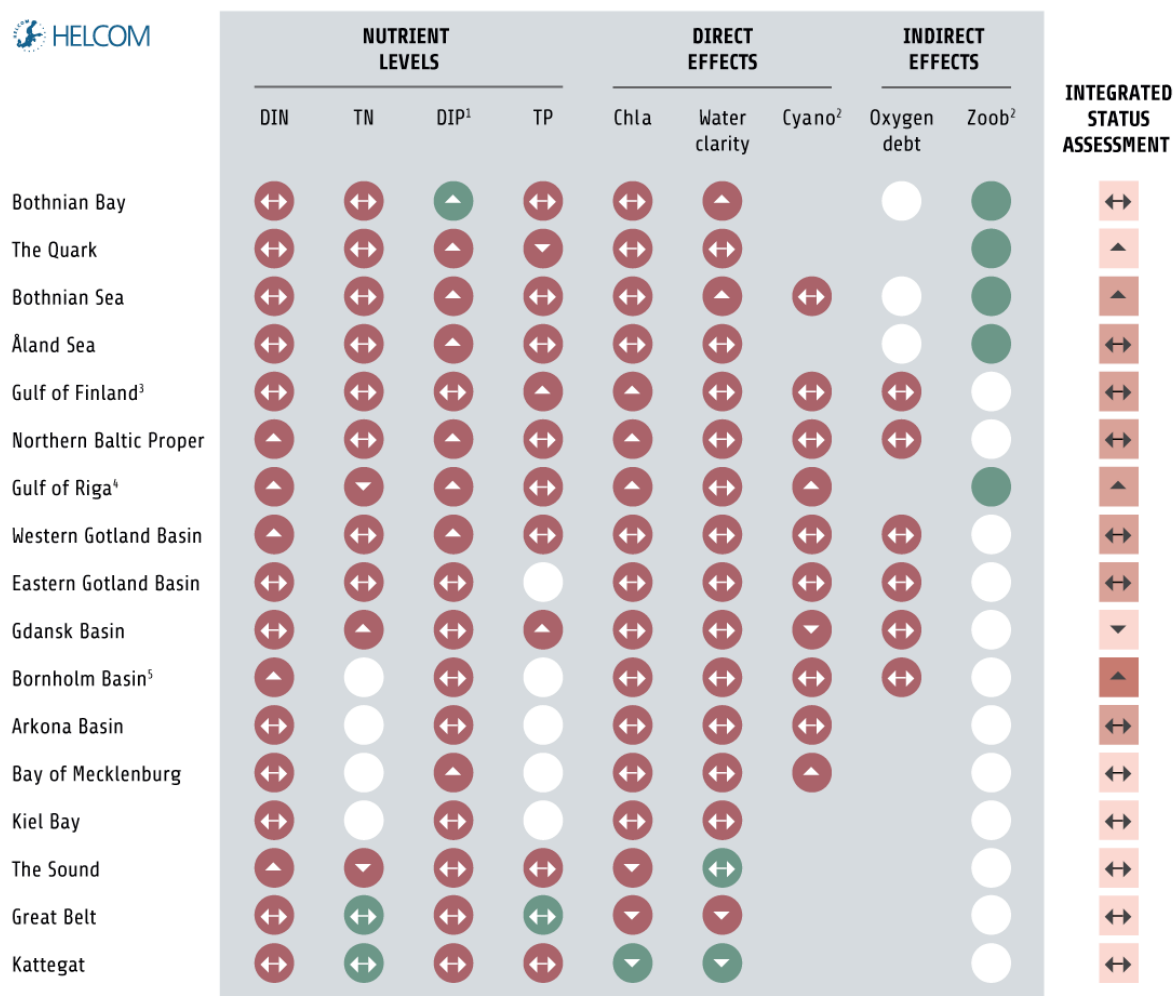 HELCOM
NUTRIENT
LEVELS
DIRECT
EFFECTS
INDIRECT
EFFECTS
INTEGRATED
STATUS
ASSESSMENT
DIN TN DIP¹ TP Chla Water
clarity Cyano² Oxygen
debt Zoob²
Bothnian Bay
The Quark
Bothnian Sea
Åland Sea
Gulf of Finland³
Northern Baltic Proper
Gulf of Riga⁴
Western Gotland Basin
Eastern Gotland Basin
Gdansk Basin
Bornholm Basin⁵
Arkona Basin
Bay of Mecklenburg
Kiel Bay
The Sound
Great Belt
Kattegat